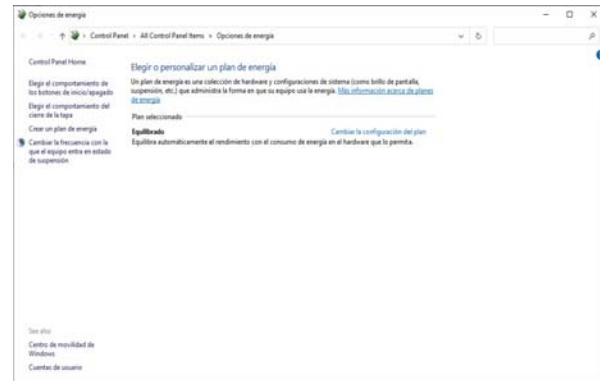 Opciones de energía
Control Panel > All Control Panel Items > Opciones de energía
Control Panel Home
Elegir el comportamiento de
los botones de inicio/apagado
Elegir el comportamiento del
cierre de la tapa
Crear un plan de energía
Cambiar la frecuencia con la
que el equipo entra en estado
de suspensión
Elegir o personalizar un plan de energía
Un plan de energía es una colección de hardware y configuraciones de sistema (como brillo de pantalla,
suspensión, etc.) que administra la forma en que su equipo usa la energía. Más información acerca de planes
de energía
Plan seleccionado
Equilibrado
Cambiar la configuración del plan
Equilibra automáticamente el rendimiento con el consumo de energía en el hardware que lo permita.
See also
Centro de movilidad de
Windows
Cuentas de usuario